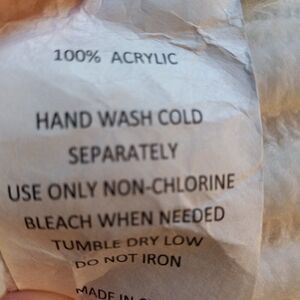 100% ACRYLIC
HAND WASH COLD
SEPARATELY
USE ONLY NON-CHLORINE
BLEACH WHEN NEEDED
TUMBLE DRY LOW
DO NOT IRON
MADE IN